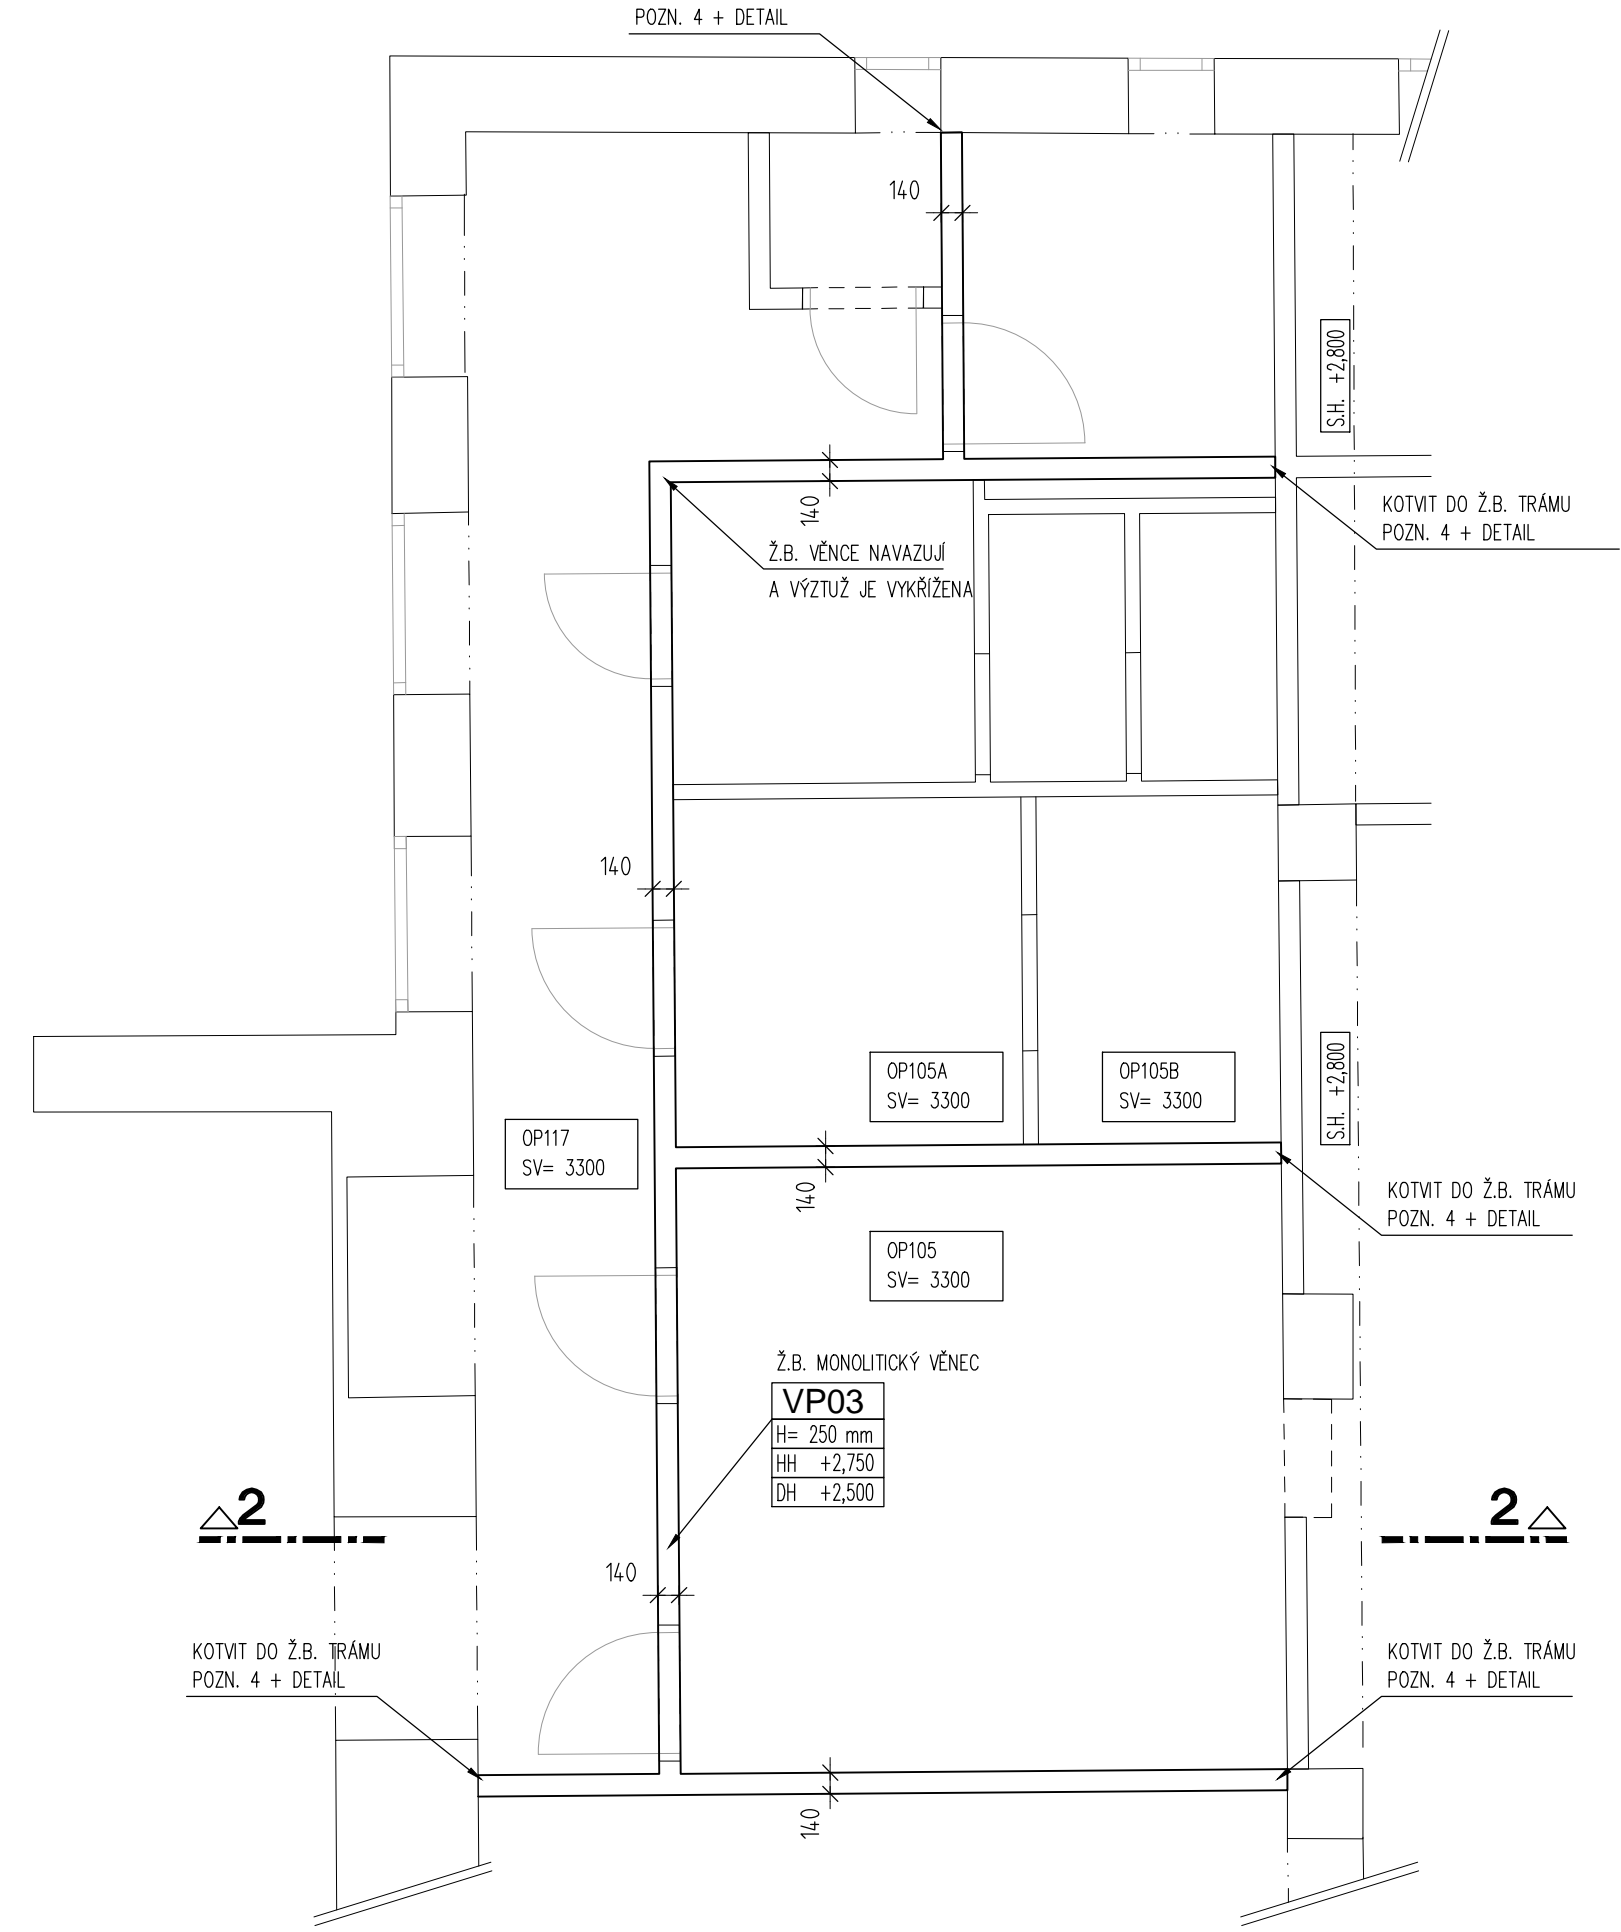 POZN. 4 + DETAIL
140
S.H. +2,800
KOTVIT DO Ž.B. TRÁMU
POZN. 4 + DETAIL
140
Ž.B. VĚNCE NAVAZUJÍ
A VÝZTUŽ JE VYKŘÍŽENA
140
OP105A
SV= 3300
OP105B
SV= 3300
S.H. +2,800
OP117
SV= 3300
140
KOTVIT DO Ž.B. TRÁMU
POZN. 4 + DETAIL
OP105
SV= 3300
Ž.B. MONOLITICKÝ VĚNEC
VP03
H= 250 mm
HH +2,750
DH +2,500
2
2
140
KOTVIT DO Ž.B. TRÁMU
POZN. 4 + DETAIL
KOTVIT DO Ž.B. TRÁMU
POZN. 4 + DETAIL
140